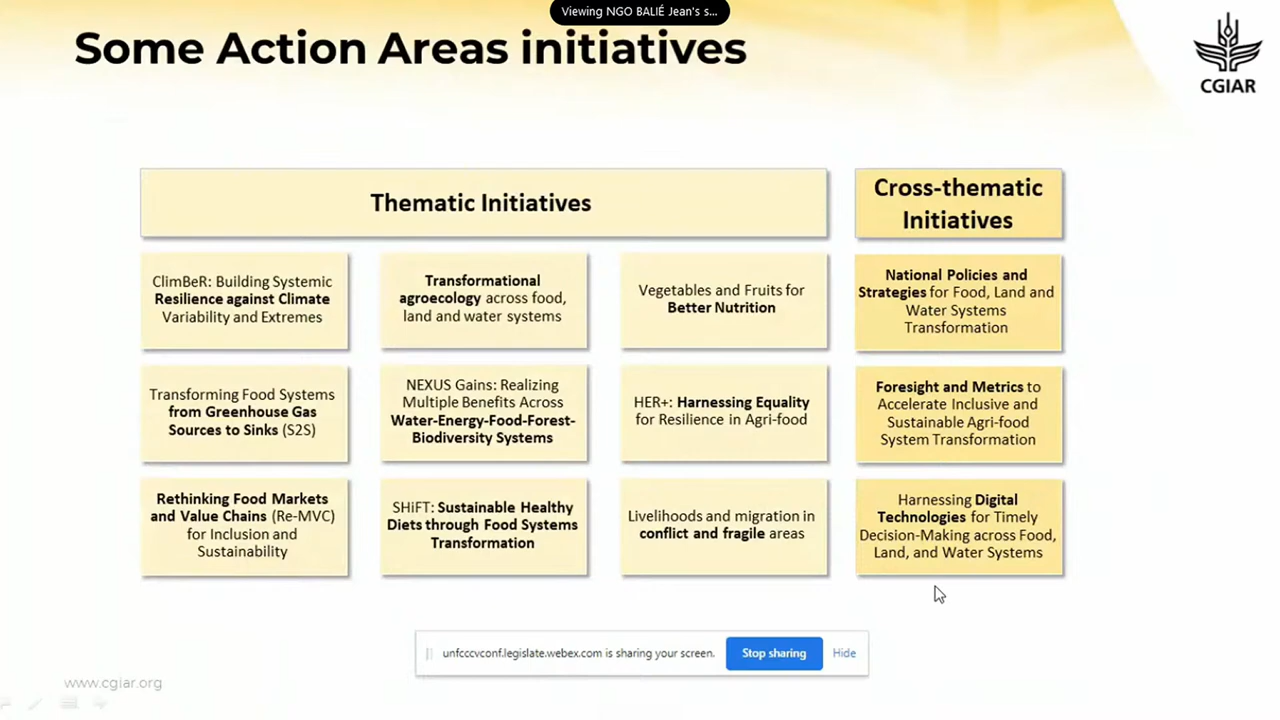 Viewing NGO BALIÉ Jean's s...
Some Action Areas initiatives
CGIAR
Thematic Initiatives
Cross-thematic
Initiatives
ClimBeR: Building Systemic
Resilience against Climate
Variability and Extremes
Transformational
agroecology across food,
land and water systems
Vegetables and Fruits for
Better Nutrition
National Policies and
Strategies for Food, Land and
Water Systems
Transformation
Transforming Food Systems
from Greenhouse Gas
Sources to Sinks (S2S)
NEXUS Gains: Realizing
Multiple Benefits Across
Water-Energy-Food-Forest-
Biodiversity Systems
HER+: Harnessing Equality
for Resilience in Agri-food
Foresight and Metrics to
Accelerate Inclusive and
Sustainable Agri-food
System Transformation
Rethinking Food Markets
and Value Chains (Re-MVC)
for Inclusion and
Sustainability
SHiFT: Sustainable Healthy
Diets through Food Systems
Transformation
Livelihoods and migration in
conflict and fragile areas
Harnessing Digital
Technologies for Timely
Decision-Making across Food,
Land, and Water Systems
unfcccvconf.legislate.webex.com is sharing your screen.
Stop sharing
Hide
www.cgiar.org